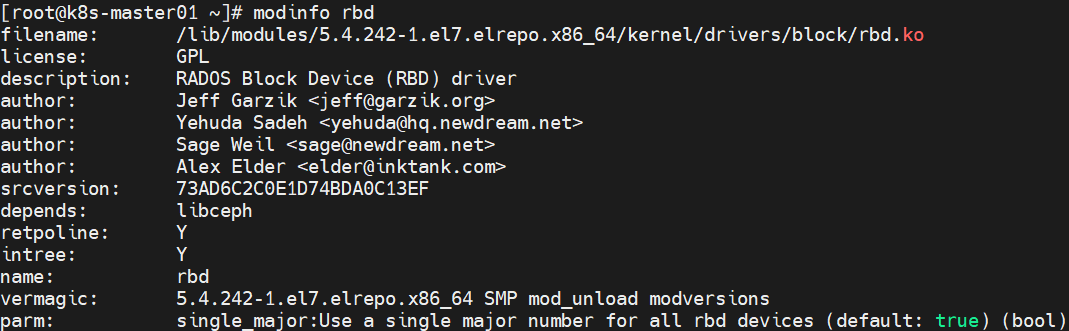 [root@k8s-master01 ~]# modinfo rbd
filename:       /lib/modules/5.4.242-1.el7.elrepo.x86_64/kernel/drivers/block/rbd.ko
license:        GPL
description:    RADOS Block Device (RBD) driver
author:         Jeff Garzik <jeff@garzik.org>
author:         Yehuda Sadeh <yehuda@hq.newdream.net>
author:         Sage Weil <sage@newdream.net>
author:         Alex Elder <elder@inktank.com>
srcversion:     73AD6C2C0E1D74BDA0C13EF
depends:        libceph
retpoline:      Y
intree:         Y
name:           rbd
vermagic:       5.4.242-1.el7.elrepo.x86_64 SMP mod_unload modversions
parm:           single_major:Use a single major number for all rbd devices (default: true) (bool)